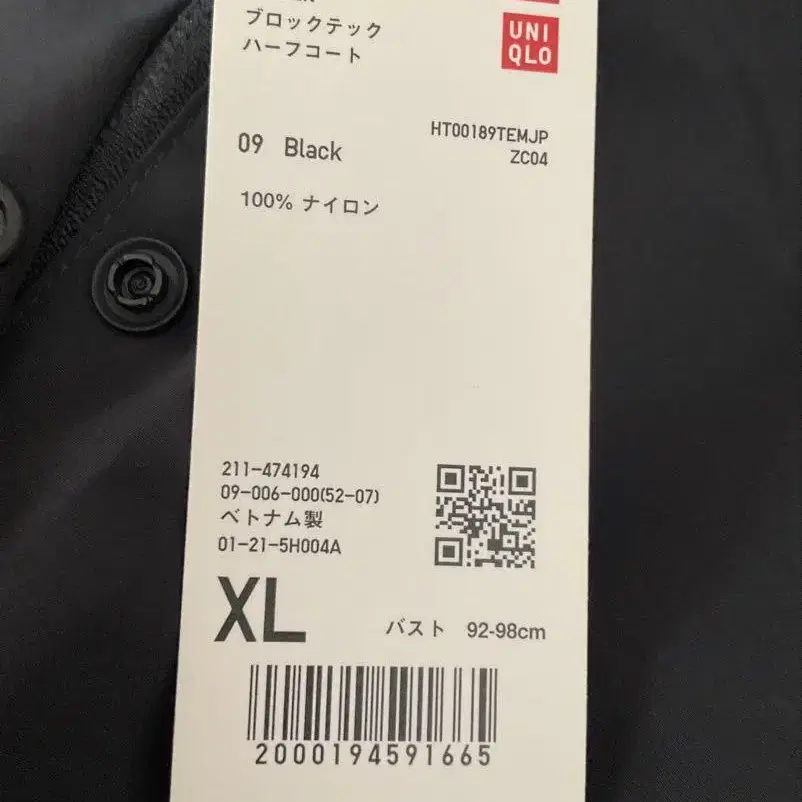 ブロックテック
ハーフコート
UNI
QLO
09 Black
HT00189TEMJP
ZC04
100% ナイロン
211-474194
09-006-000(52-07)
ベトナム製
01-21-5H004A
XL
バスト 92-98cm
2000194591665